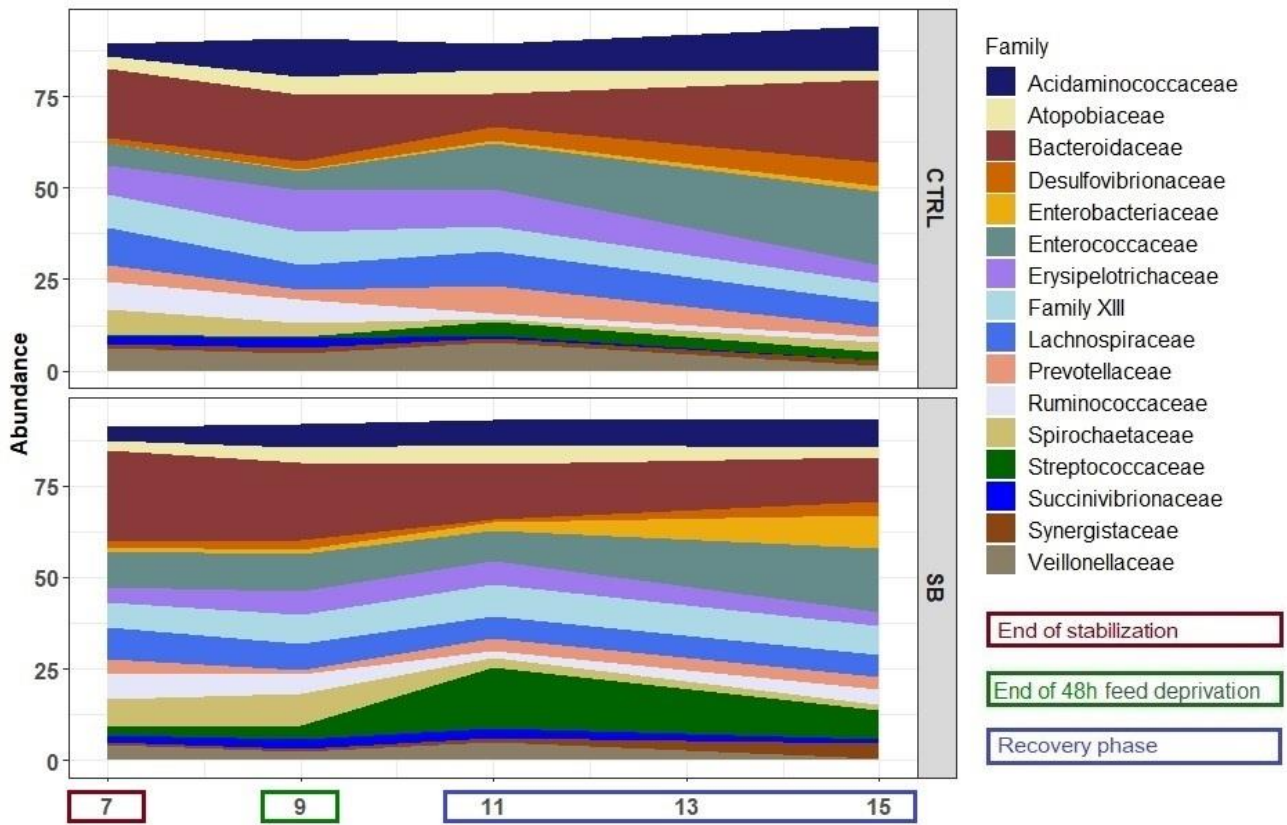 Abundance
75
50
25
0
CTRL
75
50
25
0
SB
7
9
11
13
15
Family
Acidaminococcaceae
Atopobiaceae
Bacteroidaceae
Desulfovibrionaceae
Enterobacteriaceae
Enterococcaceae
Erysipelotrichaceae
Family XIII
Lachnospiraceae
Prevotellaceae
Ruminococcaceae
Spirochaetaceae
Streptococcaceae
Succinivibrionaceae
Synergistaceae
Veillonellaceae
End of stabilization
End of 48h feed deprivation
Recovery phase